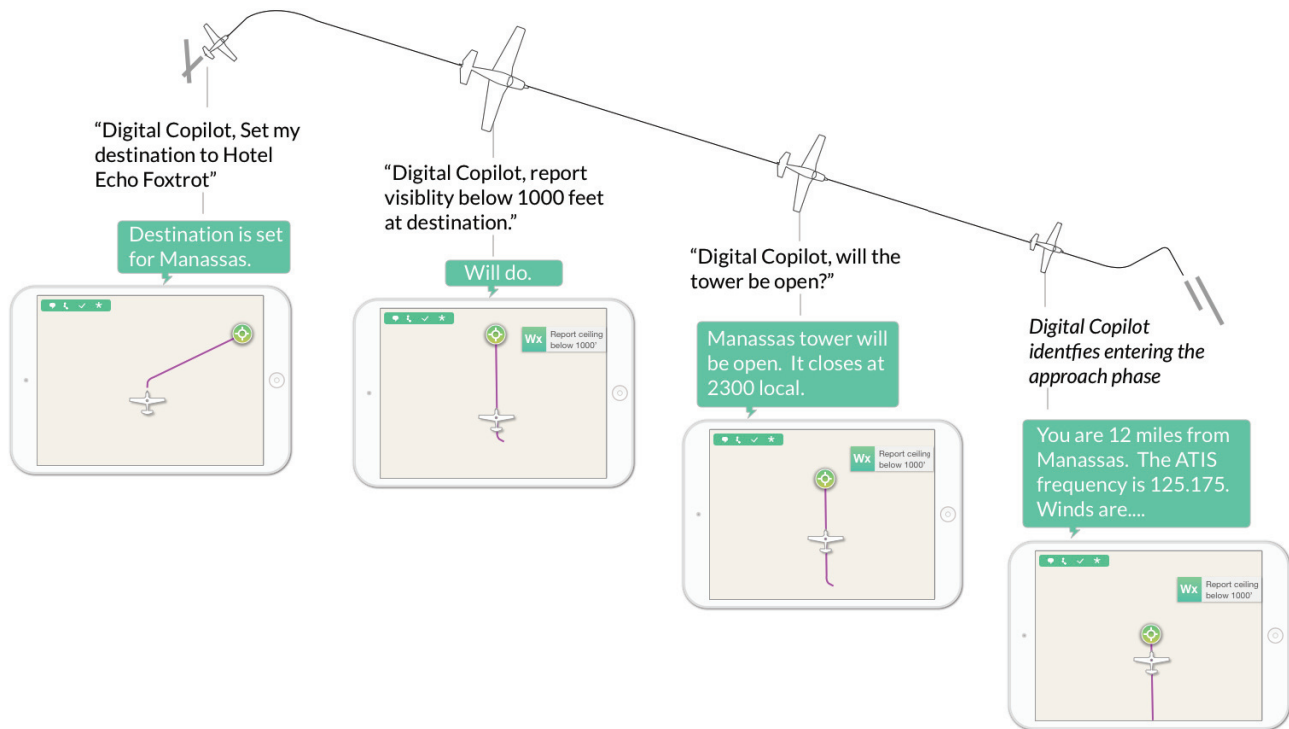 “Digital Copilot, Set my
destination to Hotel
Echo Foxtrot”
Destination is set
for Manassas.
“Digital Copilot, report
visiblity below 1000 feet
at destination.”
Will do.
Wx
Report ceiling
below 1000'
“Digital Copilot, will the
tower be open?”
Manassas tower will
be open.  It closes at
2300 local.
Wx
Report ceiling
below 1000'
Digital Copilot
identfies entering the
approach phase
You are 12 miles from
Manassas.  The ATIS
frequency is 125.175.
Winds are....
Wx
Report ceiling
below 1000'